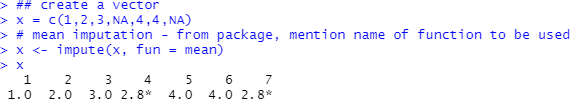 > ## create a vector
> x = c(1,2,3,NA,4,4,NA)
> # mean imputation - from package, mention name of function to be used
> x <- impute(x, fun = mean)
> x
1 2 3 4 5 6 7
1.0 2.0 3.0 2.8* 4.0 4.0 2.8*